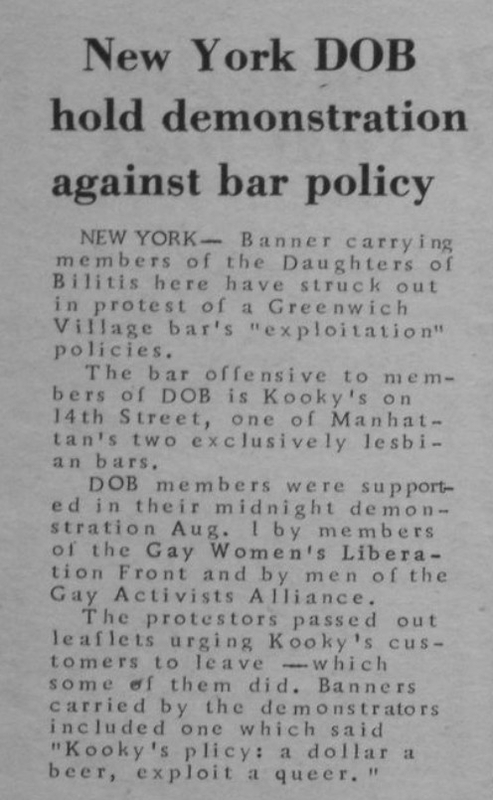 New York DOB
hold demonstration
against bar policy
NEW YORK— Banner carrying
members of the Daughters of
Bilitis here have struck out
in protest of a Greenwich
Village bar's "exploitation"
policies.
The bar offensive to mem-
bers of DOB is Kooky's on
14th Street, one of Manhat-
tan's two exclusively lesbi-
an bars.
DOB members were support-
ed in their midnight demon-
stration Aug. 1 by members
of the Gay Women's Libera-
tion Front and by men of the
Gay Activists Alliance.
The protestors passed out
leaflets urging Kooky's cus-
tomers to leave —which
some of them did. Banners
carried by the demonstrators
included one which said
"Kooky's plicy: a dollar a
beer, exploit a queer."